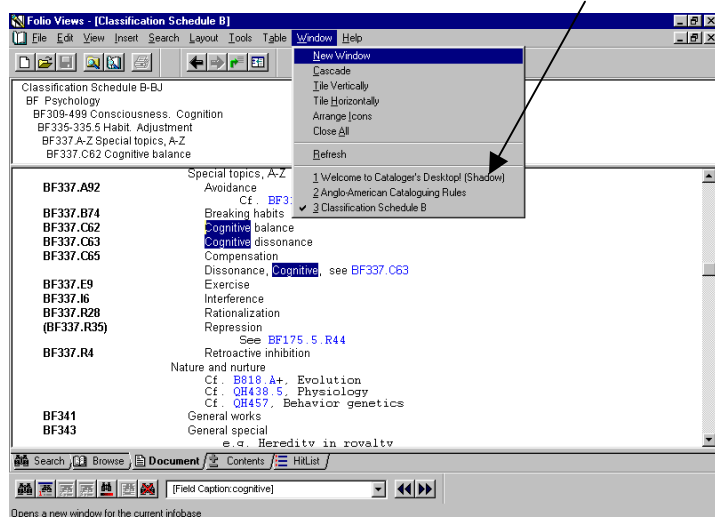 Folio Views - [Classification Schedule B]
File Edit View Insert Search Layout Tools Table Window Help
New Window
Cascade
Tile Vertically
Tile Horizontally
Arrange Icons
Close All
Refresh
1 Welcome to Cataloger's Desktop! (Shadow)
2 Anglo-American Cataloguing Rules
3 Classification Schedule B
Classification Schedule B-BJ
BF Psychology
BF309-499 Consciousness. Cognition
BF335-335.5 Habit. Adjustment
BF337.A-Z Special topics, A-Z
BF337.C62 Cognitive balance
Special topics, A-Z
BF337.A92 Avoidance
Cf. BF31
BF337.B74 Breaking habits
BF337.C62 Cognitive balance
BF337.C63 Cognitive dissonance
BF337.C65 Compensation
Dissonance, Cognitive, see BF337.C63
BF337.E9 Exercise
BF337.I6 Interference
BF337.R28 Rationalization
(BF337.R35) Repression
See BF175.5.R44
BF337.R4 Retroactive inhibition
Nature and nurture
Cf. B818.A+, Evolution
Cf. QH438.5, Physiology
Cf. QH457, Behavior genetics
BF341 General works
BF343 General special
e.g. Heredity in royalty
Search Browse Document Contents HitList
[Field Caption:cognitive]
Opens a new window for the current infobase